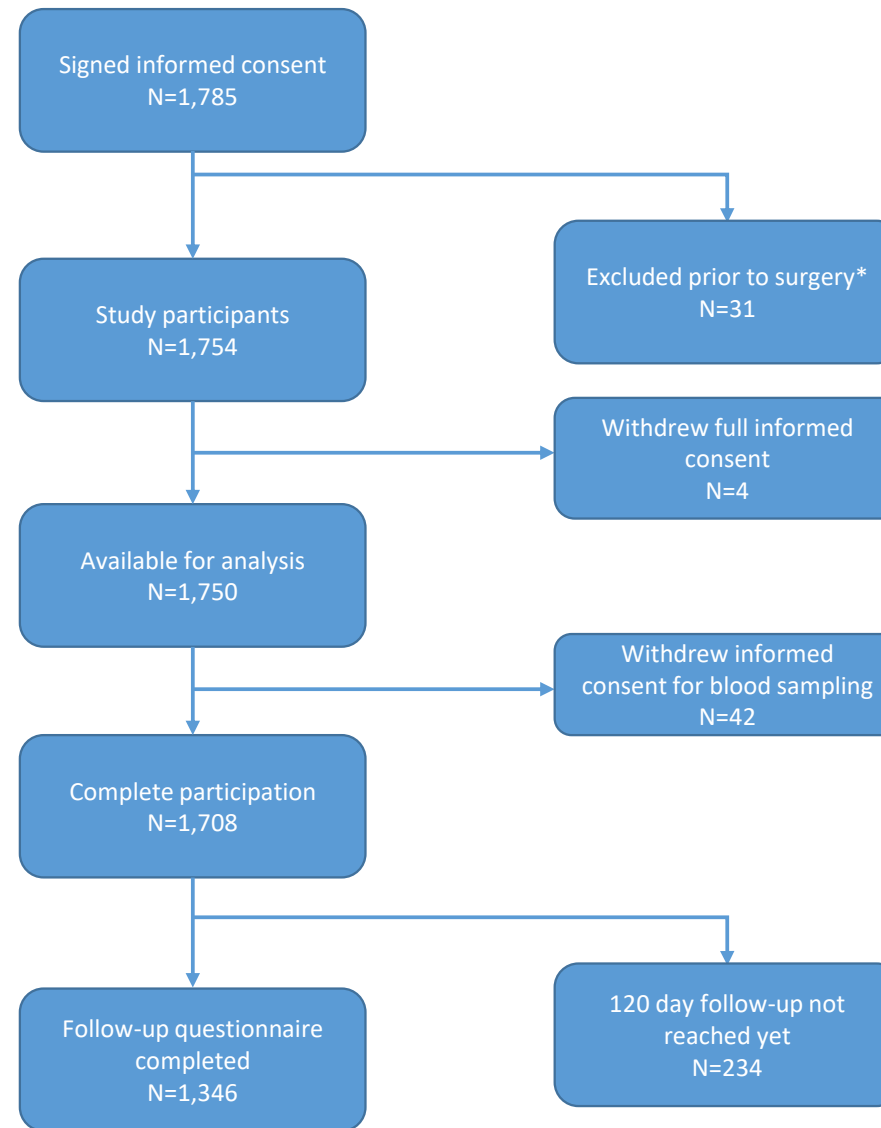 Signed informed consent
N=1,785
Excluded prior to surgery*
N=31
Study participants
N=1,754
Withdrew full informed
consent
N=4
Available for analysis
N=1,750
Withdrew informed
consent for blood sampling
N=42
Complete participation
N=1,708
Follow-up questionnaire
completed
N=1,346
120 day follow-up not
reached yet
N=234